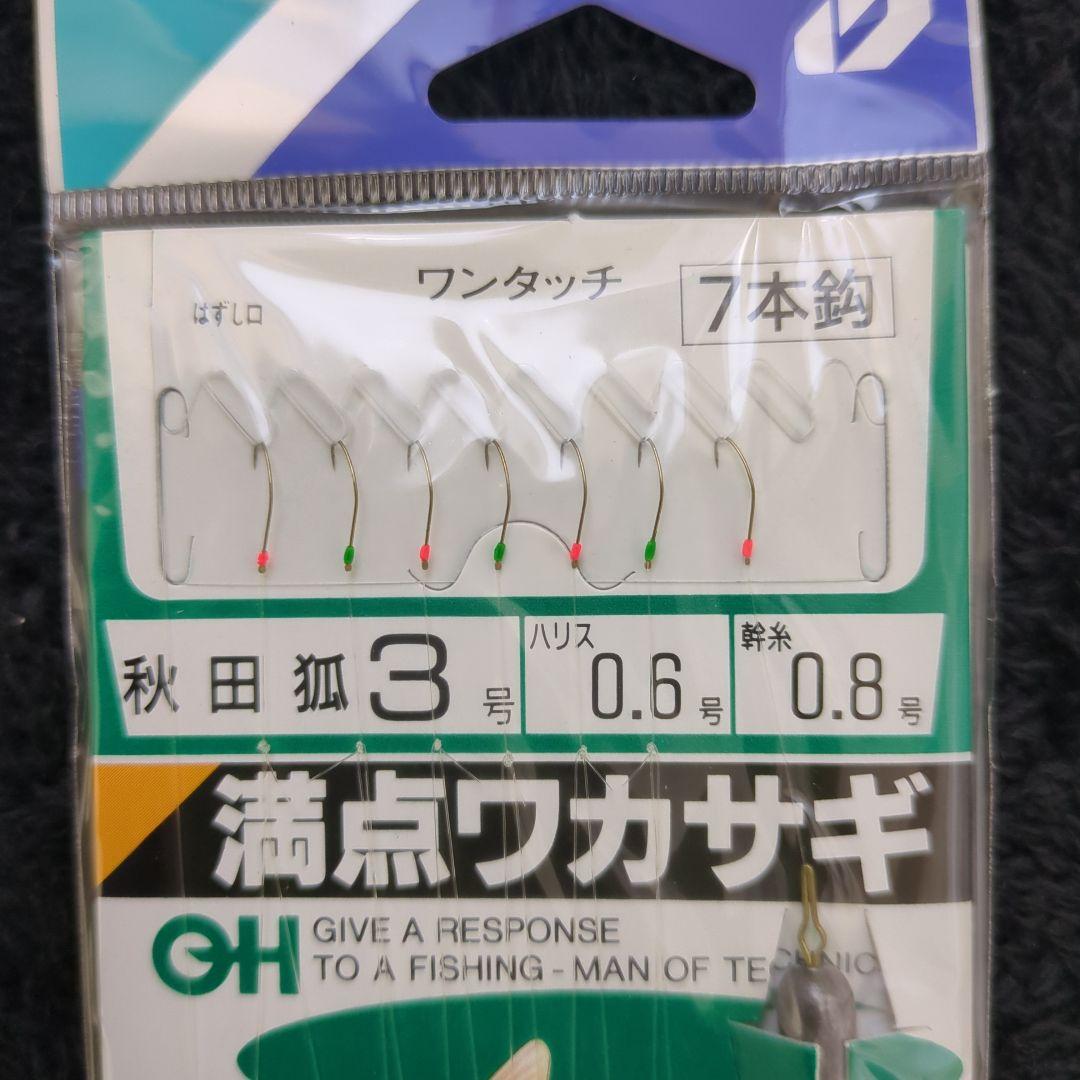 ワンタッチ
7本鈎
はずし口
秋田狐 3号
ハリス 0.6号
幹糸 0.8号
満点ワカサギ
OH
GIVE A RESPONSE
TO A FISHING-MAN OF TECHNIC